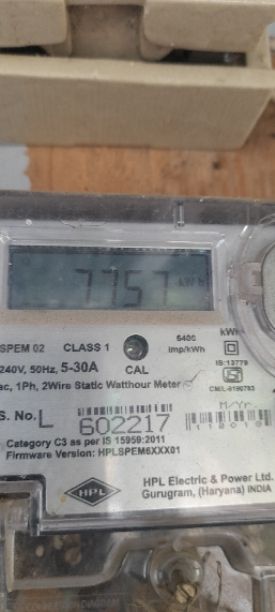 7757 kWh
SPEM 02 CLASS 1 6400 imp/kWh kWh
240V, 50Hz, 5-30A CAL IS:13779
ac, 1Ph, 2Wire Static Watthour Meter
S. No. L 602217 M/Yr.
Category C3 as per IS 15959:2011
Firmware Version: HPLSPEM6XXX01
HPL HPL Electric & Power Ltd.
Gurugram, (Haryana) INDIA